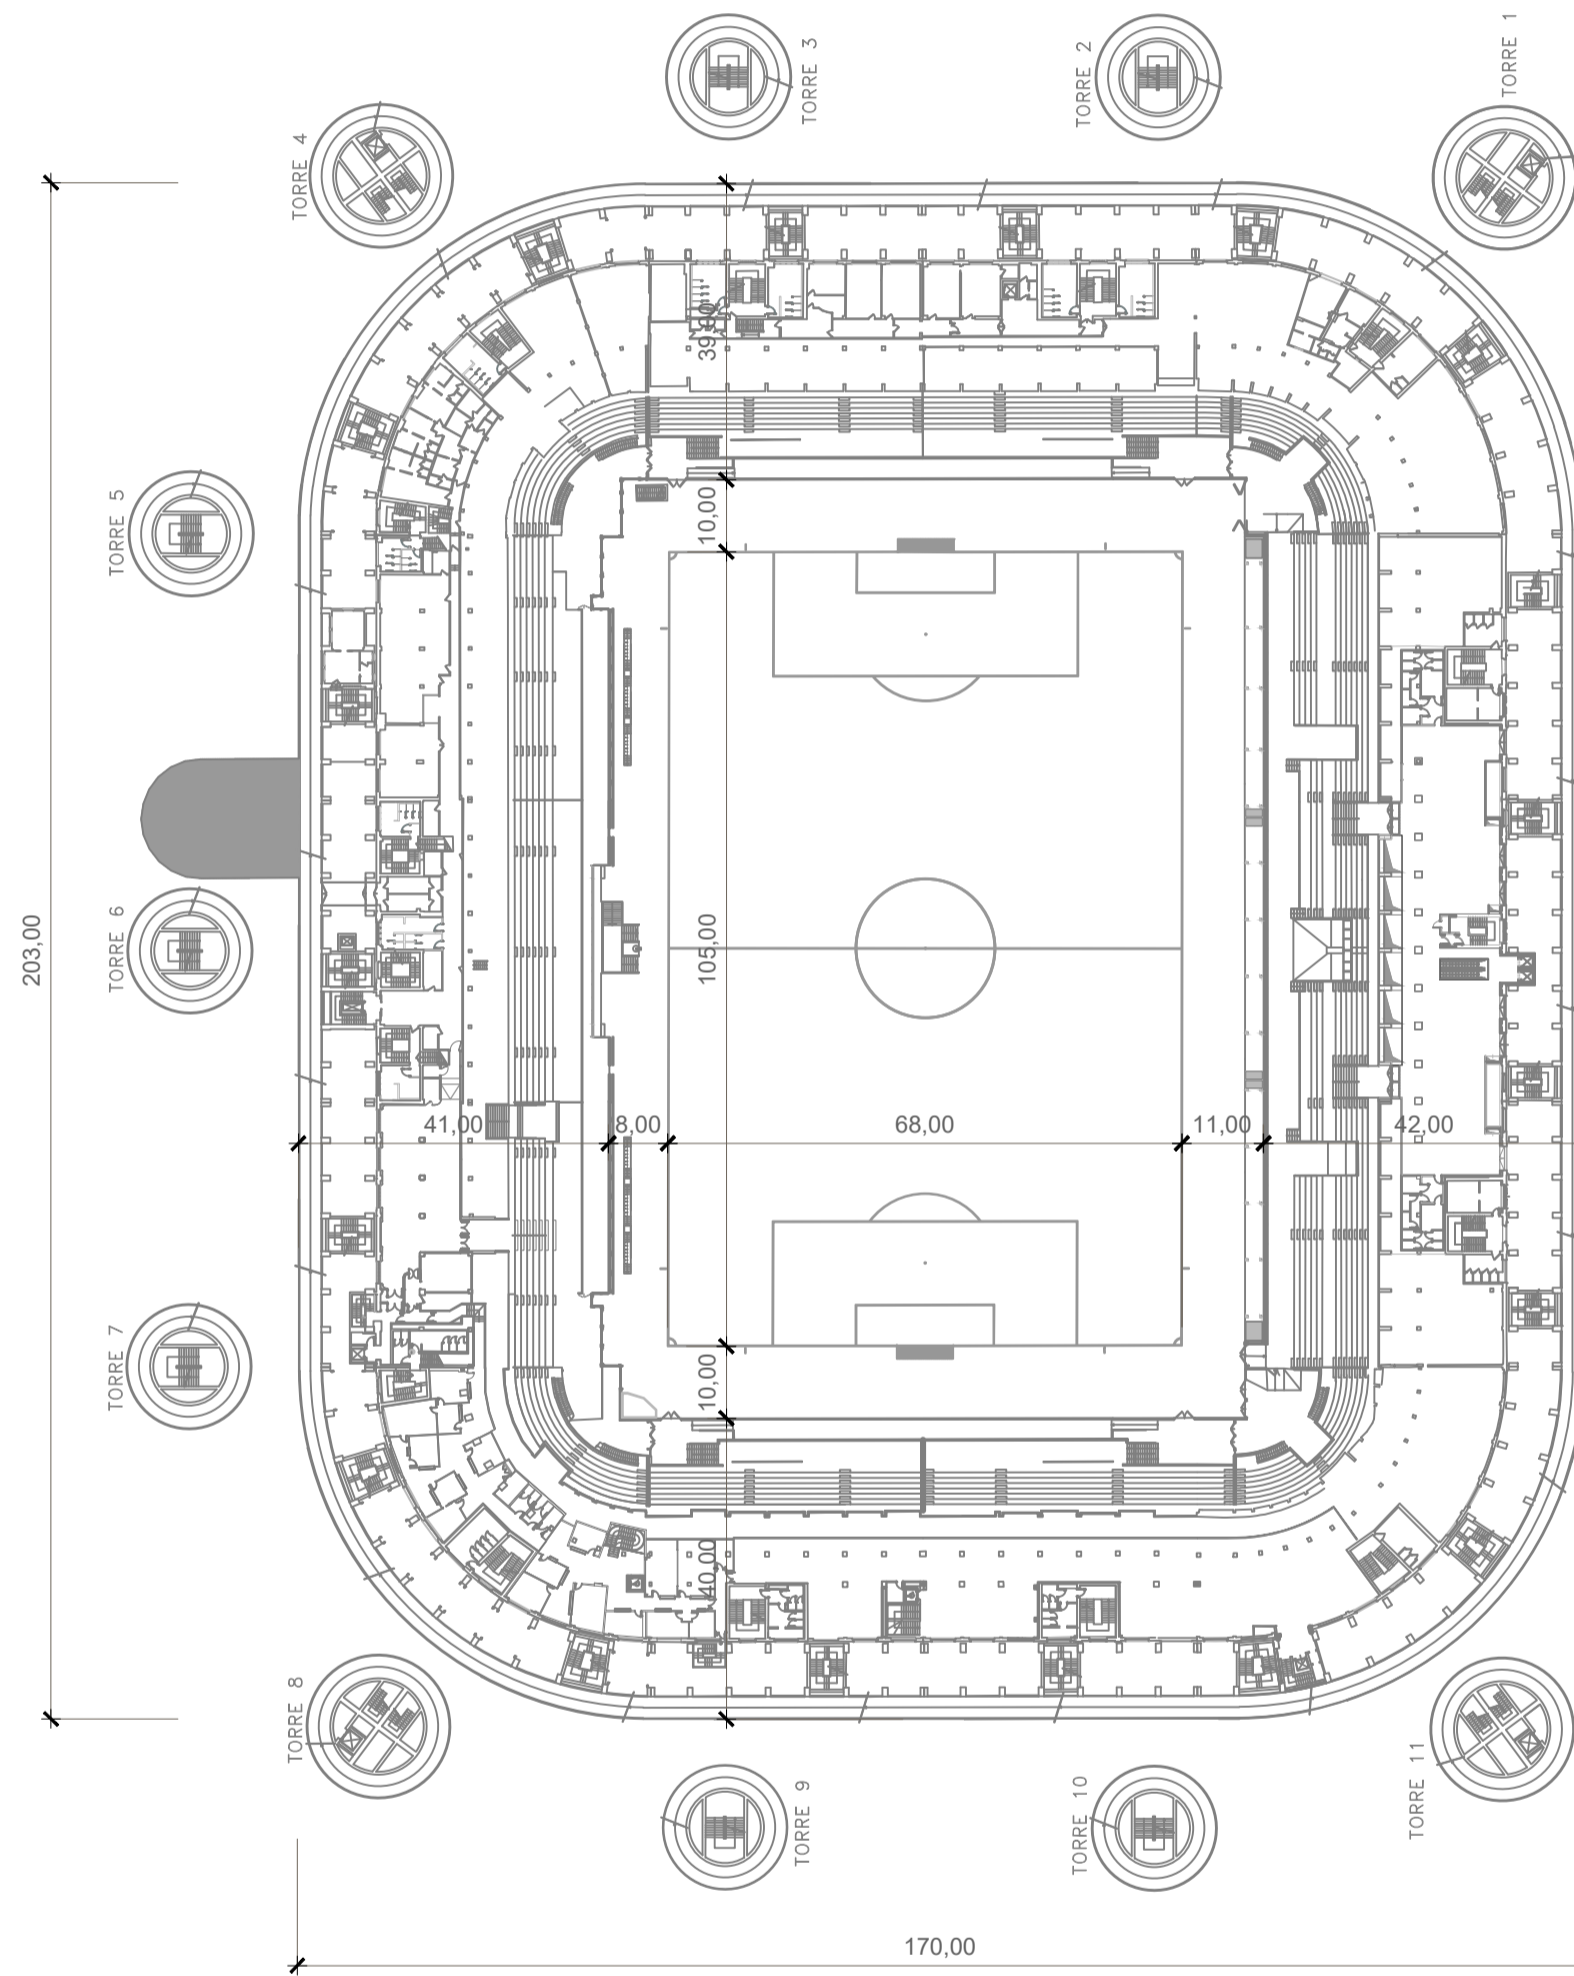 TORRE 3
TORRE 2
TORRE 1
TORRE 4
39,00
TORRE 5
10,00
203,00
TORRE 6
105,00
41,00
8,00
68,00
11,00
42,00
TORRE 7
10,00
40,00
TORRE 8
TORRE 9
TORRE 10
TORRE 11
170,00